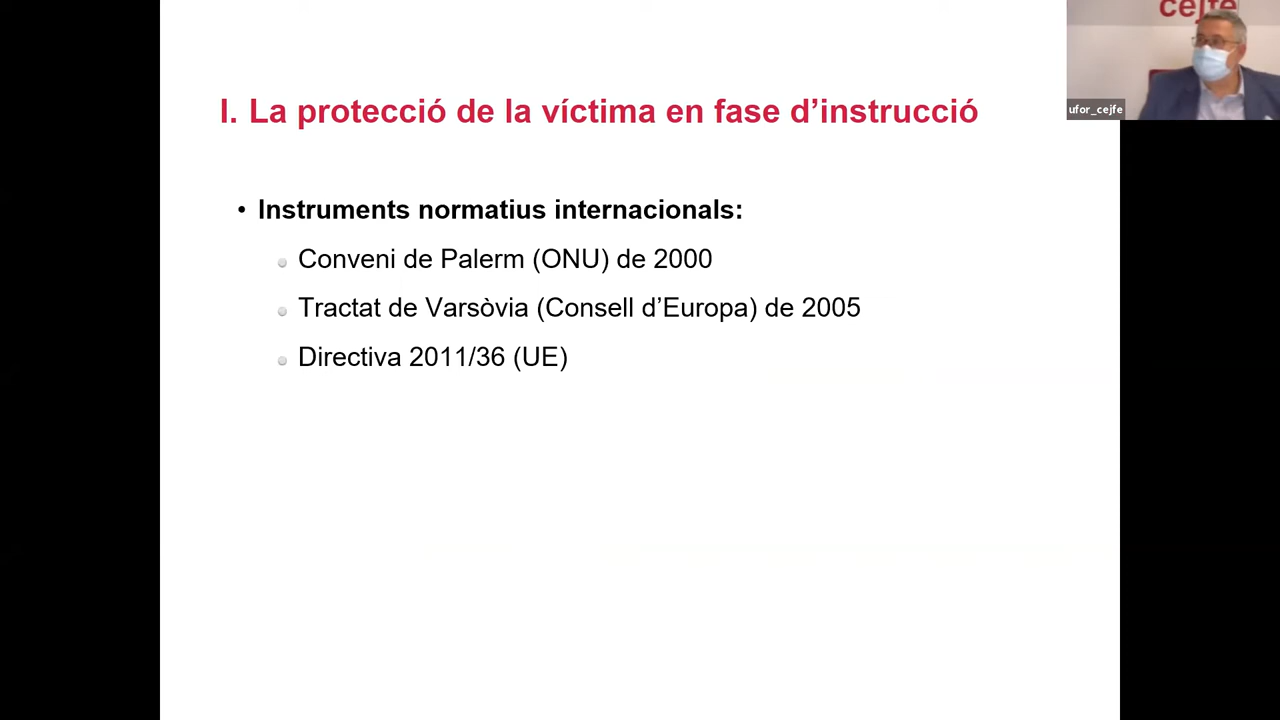 cejfe
ufor_cejfe
I. La protecció de la víctima en fase d’instrucció
• Instruments normatius internacionals:
Conveni de Palerm (ONU) de 2000
Tractat de Varsòvia (Consell d’Europa) de 2005
Directiva 2011/36 (UE)